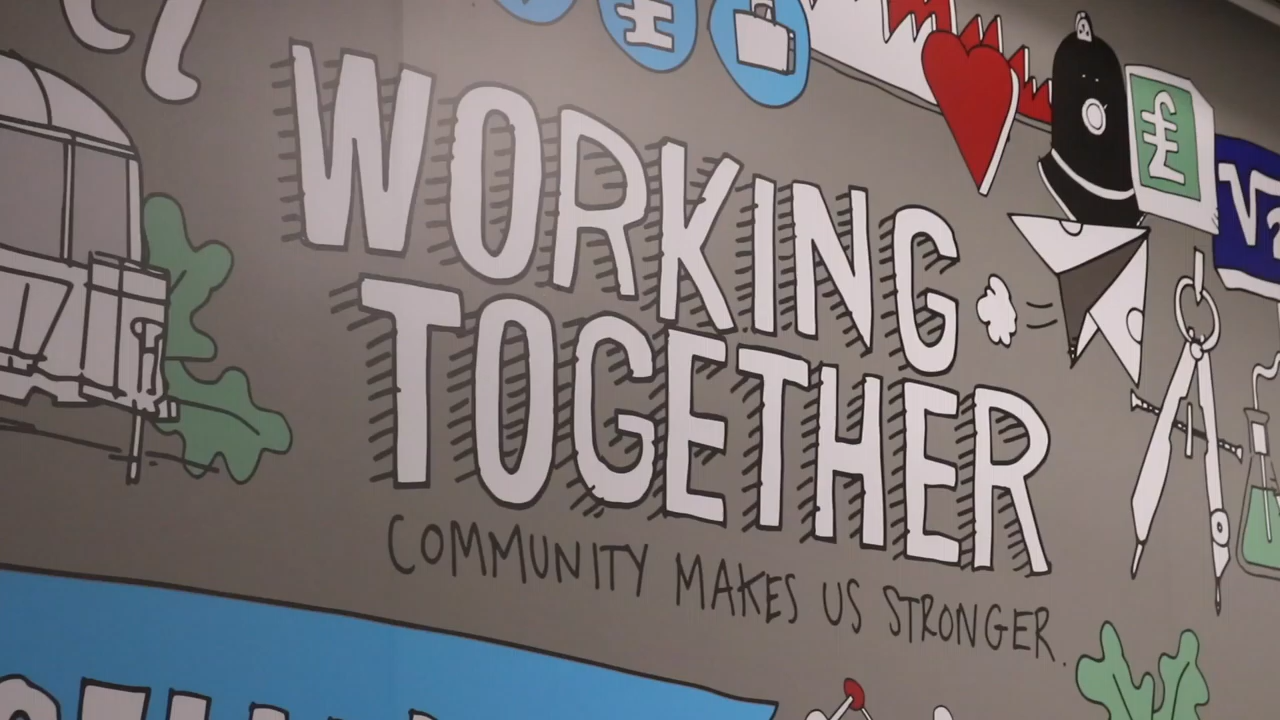 £
£
WORKING
TOGETHER
COMMUNITY MAKES US STRONGER.